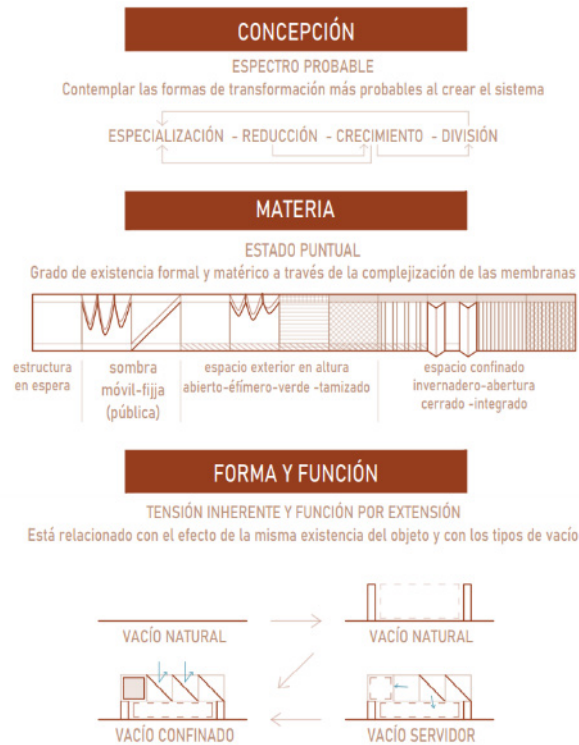 CONCEPCIÓN
ESPECTRO PROBABLE
Contemplar las formas de transformación más probables al crear el sistema
ESPECIALIZACIÓN - REDUCCIÓN - CRECIMIENTO - DIVISIÓN
MATERIA
ESTADO PUNTUAL
Grado de existencia formal y matérico a través de la complejización de las membranas
estructura
en espera
sombra
móvil-fijja
(pública)
espacio exterior en altura
abierto-éfímero-verde -tamizado
espacio confinado
invernadero-abertura
cerrado -integrado
FORMA Y FUNCIÓN
TENSIÓN INHERENTE Y FUNCIÓN POR EXTENSIÓN
Está relacionado con el efecto de la misma existencia del objeto y con los tipos de vacío
VACÍO NATURAL
VACÍO NATURAL
VACÍO CONFINADO
VACÍO SERVIDOR